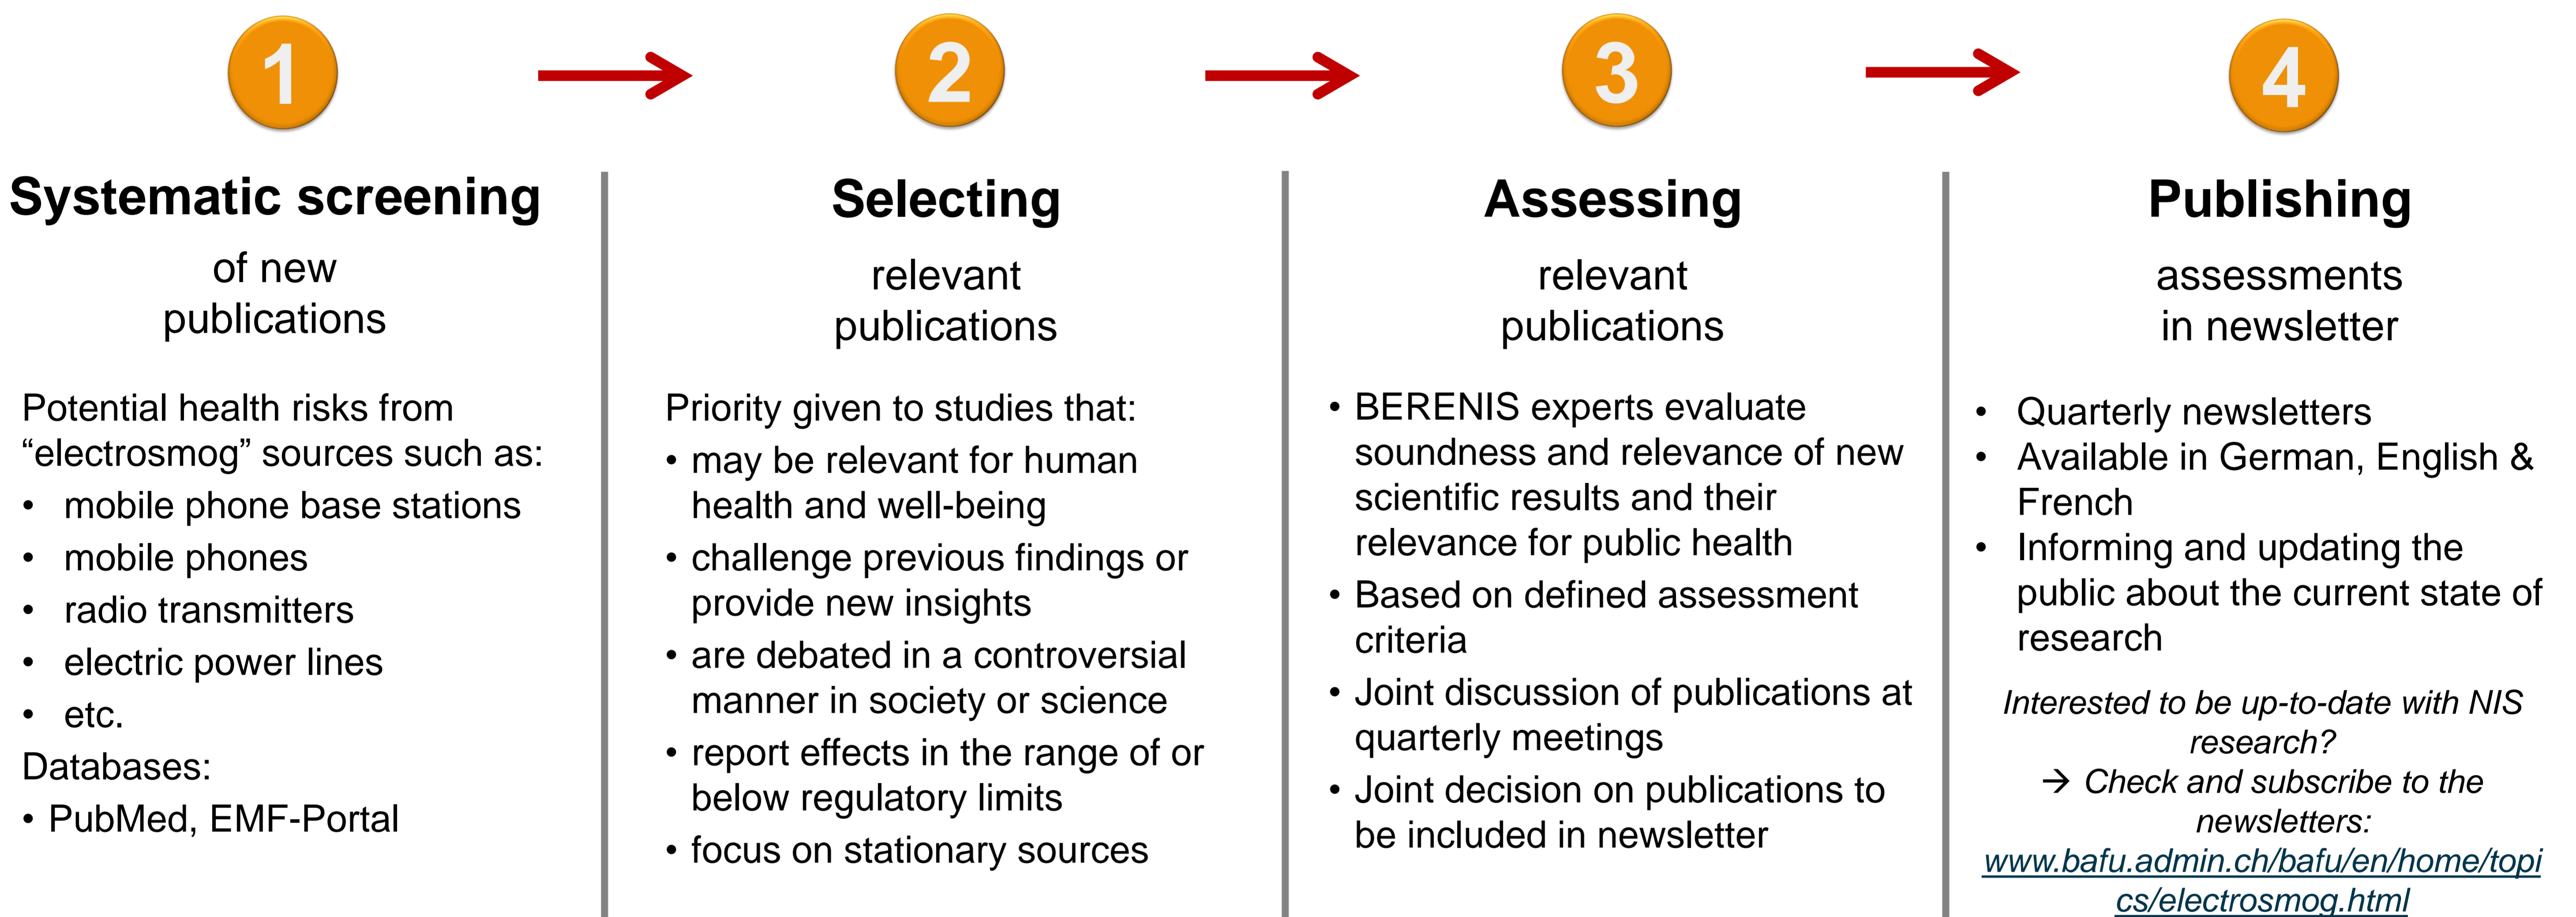 1
Systematic screening
of new
publications
Potential health risks from
“electrosmog” sources such as:
• mobile phone base stations
• mobile phones
• radio transmitters
• electric power lines
• etc.
Databases:
• PubMed, EMF-Portal
2
Selecting
relevant
publications
Priority given to studies that:
• may be relevant for human
health and well-being
• challenge previous findings or
provide new insights
• are debated in a controversial
manner in society or science
• report effects in the range of or
below regulatory limits
• focus on stationary sources
3
Assessing
relevant
publications
• BERENIS experts evaluate
soundness and relevance of new
scientific results and their
relevance for public health
• Based on defined assessment
criteria
• Joint discussion of publications at
quarterly meetings
• Joint decision on publications to
be included in newsletter
4
Publishing
assessments
in newsletter
• Quarterly newsletters
• Available in German, English &
French
• Informing and updating the
public about the current state of
research
Interested to be up-to-date with NIS
research?
→ Check and subscribe to the
newsletters:
www.bafu.admin.ch/bafu/en/home/topi
cs/electrosmog.html